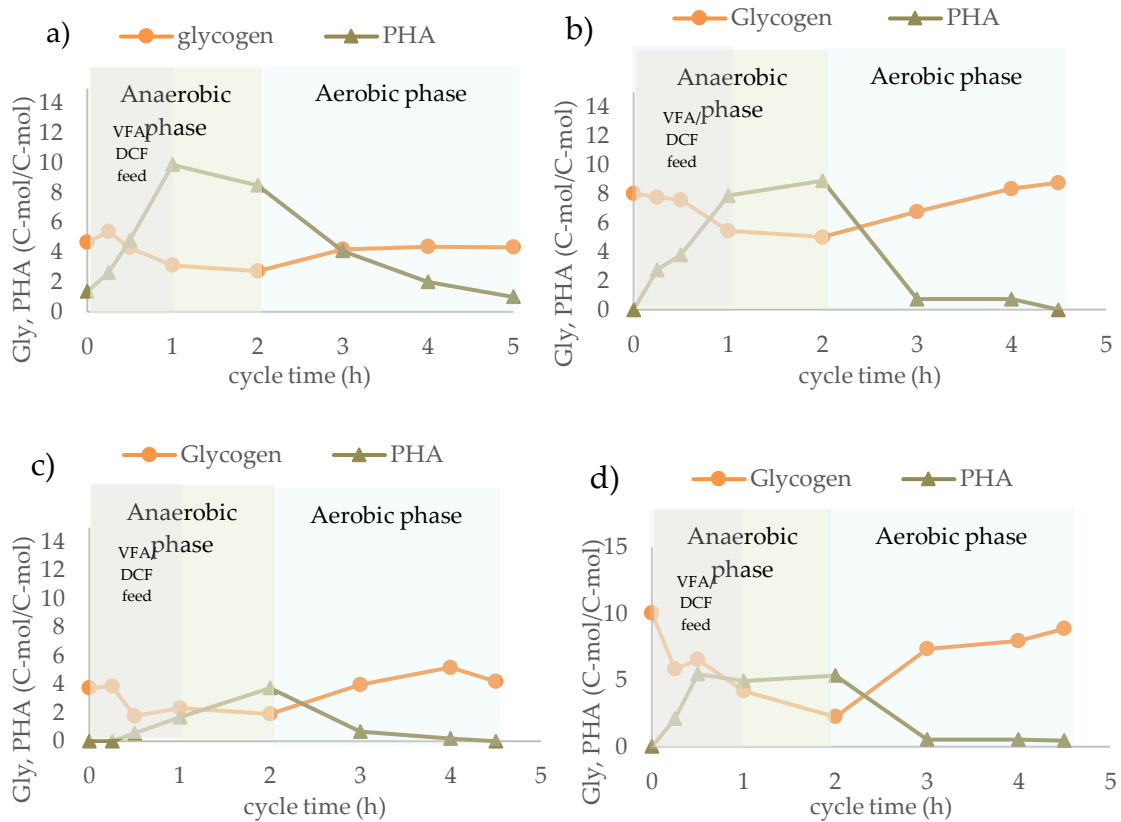 a)
glycogen PHA
Anaerobic
phase
Aerobic phase
VFA/
DCF
feed
Gly, PHA (C-mol/C-mol)
14
12
10
8
6
4
2
0
0 1 2 3 4 5
cycle time (h)
b)
Glycogen PHA
Anaerobic
phase
Aerobic phase
VFA/
DCF
feed
Gly, PHA (C-mol/C-mol)
14
12
10
8
6
4
2
0
0 1 2 3 4 5
cycle time (h)
c)
Glycogen PHA
Anaerobic
phase
Aerobic phase
VFA/
DCF
feed
Gly, PHA (C-mol/C-mol)
14
12
10
8
6
4
2
0
0 1 2 3 4 5
cycle time (h)
d)
Glycogen PHA
Anaerobic
phase
Aerobic phase
VFA/
DCF
feed
Gly, PHA (C-mol/C-mol)
15
10
5
0
0 1 2 3 4 5
cycle time (h)